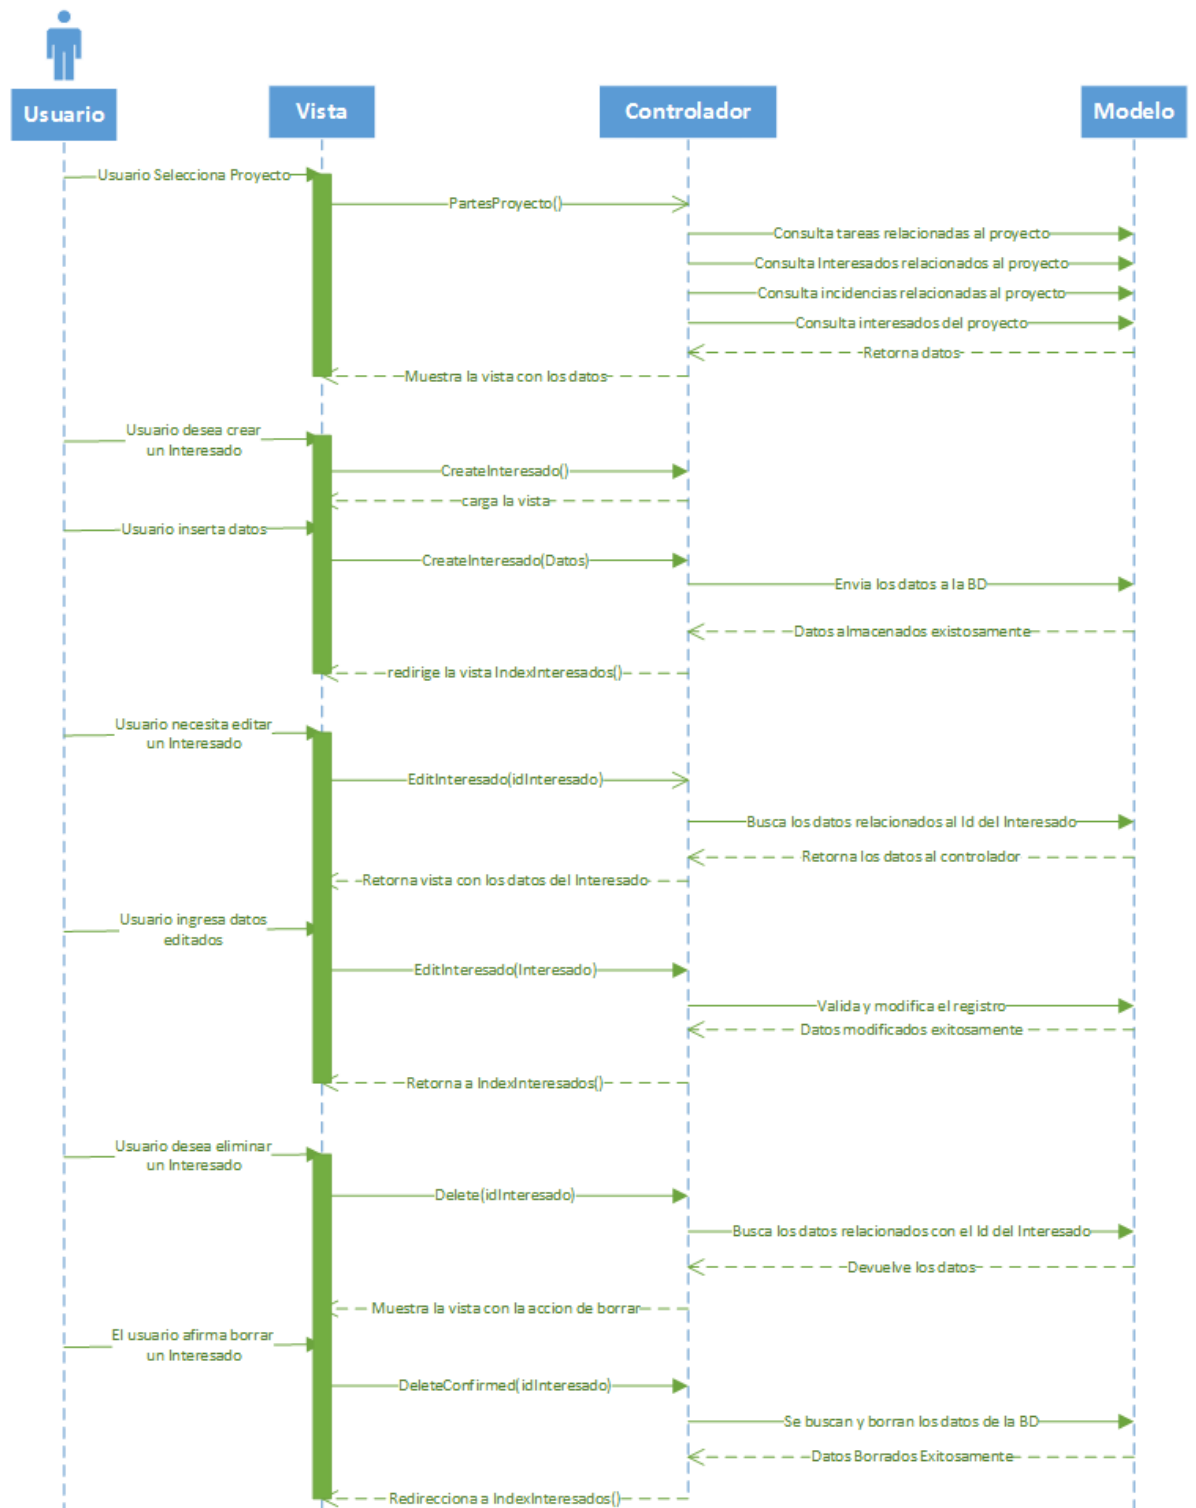 Usuario
Vista
Controlador
Modelo
Usuario Selecciona Proyecto
PartesProyecto()
Consulta tareas relacionadas al proyecto
Consulta Interesados relacionados al proyecto
Consulta incidencias relacionadas al proyecto
Consulta interesados del proyecto
Retorna datos
Muestra la vista con los datos
Usuario desea crear
un Interesado
CreateInteresado()
carga la vista
Usuario inserta datos
CreateInteresado(Datos)
Envia los datos a la BD
Datos almacenados existosamente
redirige la vista IndexInteresados()
Usuario necesita editar
un Interesado
EditInteresado(idInteresado)
Busca los datos relacionados al Id del Interesado
Retorna los datos al controlador
Retorna vista con los datos del Interesado
Usuario ingresa datos
editados
EditInteresado(Interesado)
Valida y modifica el registro
Datos modificados exitosamente
Retorna a IndexInteresados()
Usuario desea eliminar
un Interesado
Delete(idInteresado)
Busca los datos relacionados con el Id del Interesado
Devuelve los datos
Muestra la vista con la accion de borrar
El usuario afirma borrar
un Interesado
DeleteConfirmed(idInteresado)
Se buscan y borran los datos de la BD
Datos Borrados Exitosamente
Redirecciona a IndexInteresados()